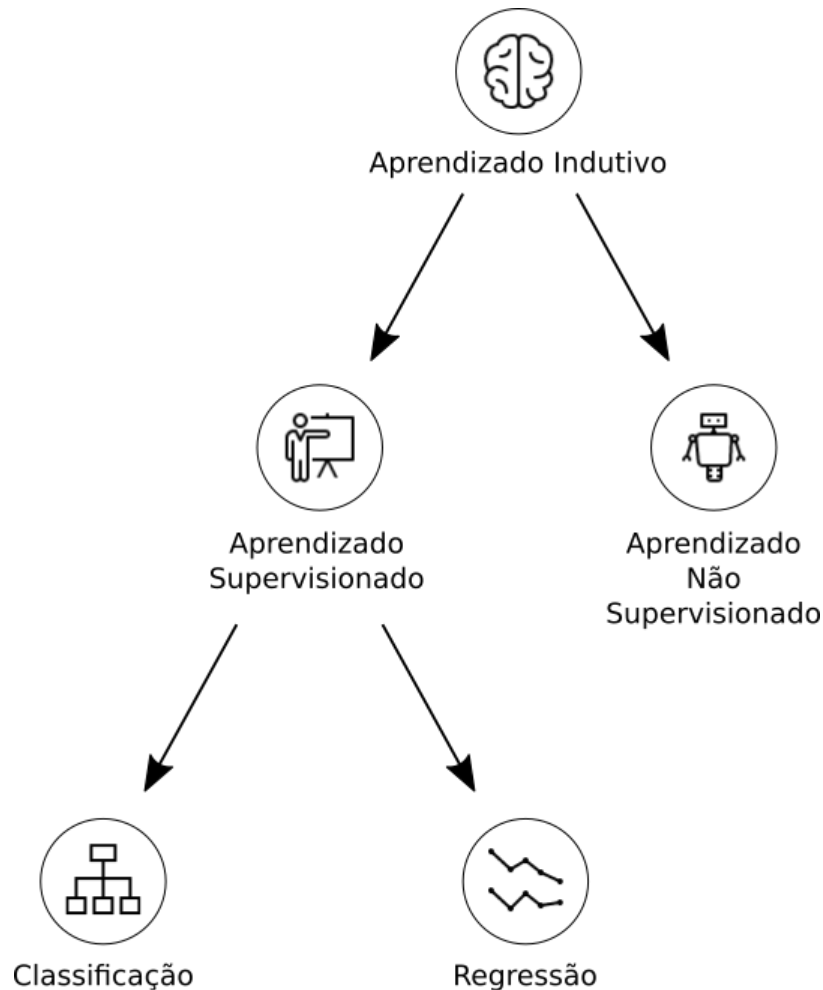 Aprendizado Indutivo
Aprendizado
Supervisionado
Aprendizado
Não
Supervisionado
Classificação
Regressão